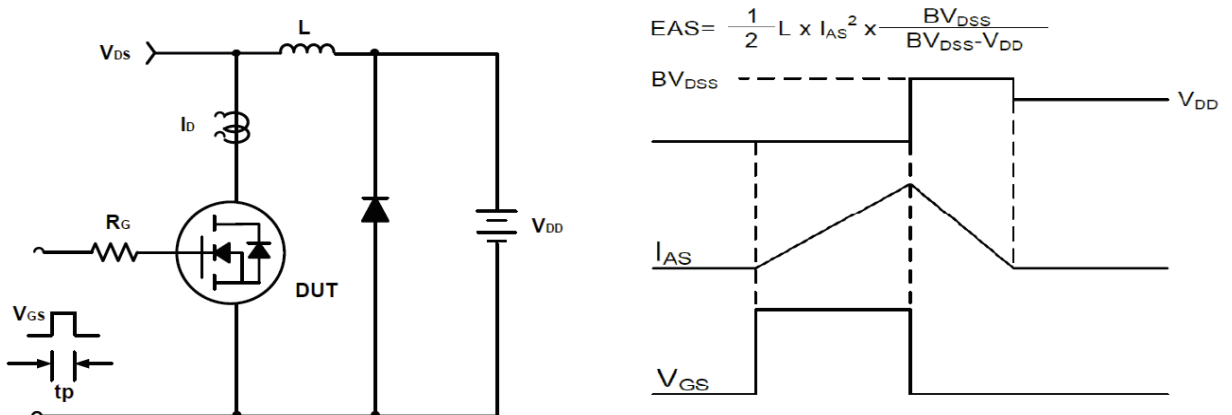 L
VDS
ID
RG
VDD
DUT
VGS
tp
EAS= 1/2 L x IAS² x BVDSS/BVDSS-VDD
BVDSS
VDD
IAS
VGS